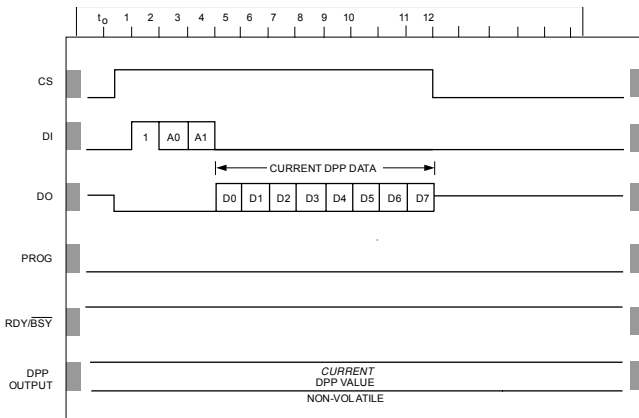 to 1 2 3 4 5 6 7 8 9 10 11 12
CS
DI 1 A0 A1
CURRENT DPP DATA
DO D0 D1 D2 D3 D4 D5 D6 D7
PROG
RDY/BSY
DPP
OUTPUT
CURRENT
DPP VALUE
NON-VOLATILE